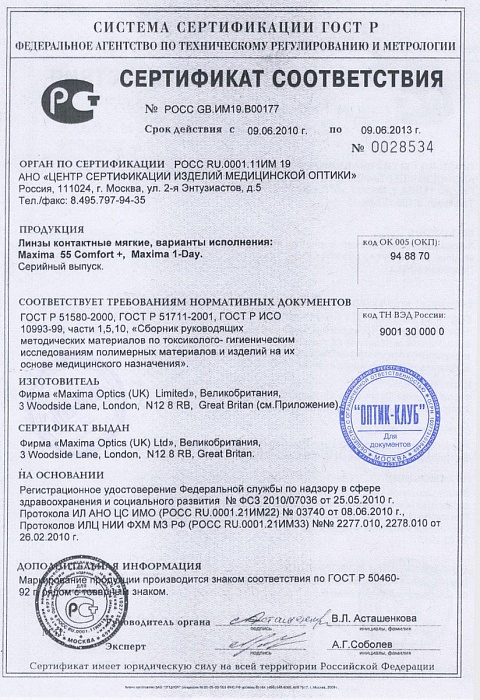 СИСТЕМА СЕРТИФИКАЦИИ ГОСТ Р
ФЕДЕРАЛЬНОЕ АГЕНТСТВО ПО ТЕХНИЧЕСКОМУ РЕГУЛИРОВАНИЮ И МЕТРОЛОГИИ
СЕРТИФИКАТ СООТВЕТСТВИЯ
№ РОСС GB.ИМ19.В00177
Срок действия с 09.06.2010 г. по 09.06.2013 г.
№ 0028534
ОРГАН ПО СЕРТИФИКАЦИИ РОСС RU.0001.11ИМ 19
АНО «ЦЕНТР СЕРТИФИКАЦИИ ИЗДЕЛИЙ МЕДИЦИНСКОЙ ОПТИКИ»
Россия, 111024, г. Москва, ул. 2-я Энтузиастов, д.5
Тел./факс: 8.495.797-94-35
ПРОДУКЦИЯ
Линзы контактные мягкие, варианты исполнения:
Maxima 55 Comfort +, Maxima 1-Day.
Серийный выпуск.
код ОК 005 (ОКП):
94 88 70
СООТВЕТСТВУЕТ ТРЕБОВАНИЯМ НОРМАТИВНЫХ ДОКУМЕНТОВ
ГОСТ Р 51580-2000, ГОСТ Р 51711-2001, ГОСТ Р ИСО
10993-99, части 1,5,10, «Сборник руководящих
методических материалов по токсиколого- гигиеническим
исследованиям полимерных материалов и изделий на их
основе медицинского назначения».
код ТН ВЭД России:
9001 30 000 0
ИЗГОТОВИТЕЛЬ
Фирма «Maxima Optics (UK) Limited», Великобритания,
3 Woodside Lane, London, N12 8 RB, Great Britan (см.Приложение)
"ОПТИК-КЛУБ"
Для
документов
МОСКВА
СЕРТИФИКАТ ВЫДАН
Фирма «Maxima Optics (UK) Ltd», Великобритания,
3 Woodside Lane, London, N12 8 RB, Great Britan.
НА ОСНОВАНИИ
Регистрационное удостоверение Федеральной службы по надзору в сфере
здравоохранения и социального развития № ФСЗ 2010/07036 от 25.05.2010 г.
Протокола ИЛ АНО ЦС ИМО (РОСС RU.0001.21ИМ22) № 03740 от 08.06.2010 г.,
Протоколов ИЛЦ НИИ ФХМ МЗ РФ (РОСС RU.0001.21ИМ33) №№ 2277.010, 2278.010 от
26.02.2010 г.
ДОПОЛНИТЕЛЬНАЯ ИНФОРМАЦИЯ
Маркирование продукции производится знаком соответствия по ГОСТ Р 50460-
92 рядом с товарным знаком.
Руководитель органа
подпись
В.Л. Асташенкова
инициалы, фамилия
Эксперт
подпись
А.Г.Соболев
инициалы, фамилия
Сертификат имеет юридическую силу на всей территории Российской Федерации